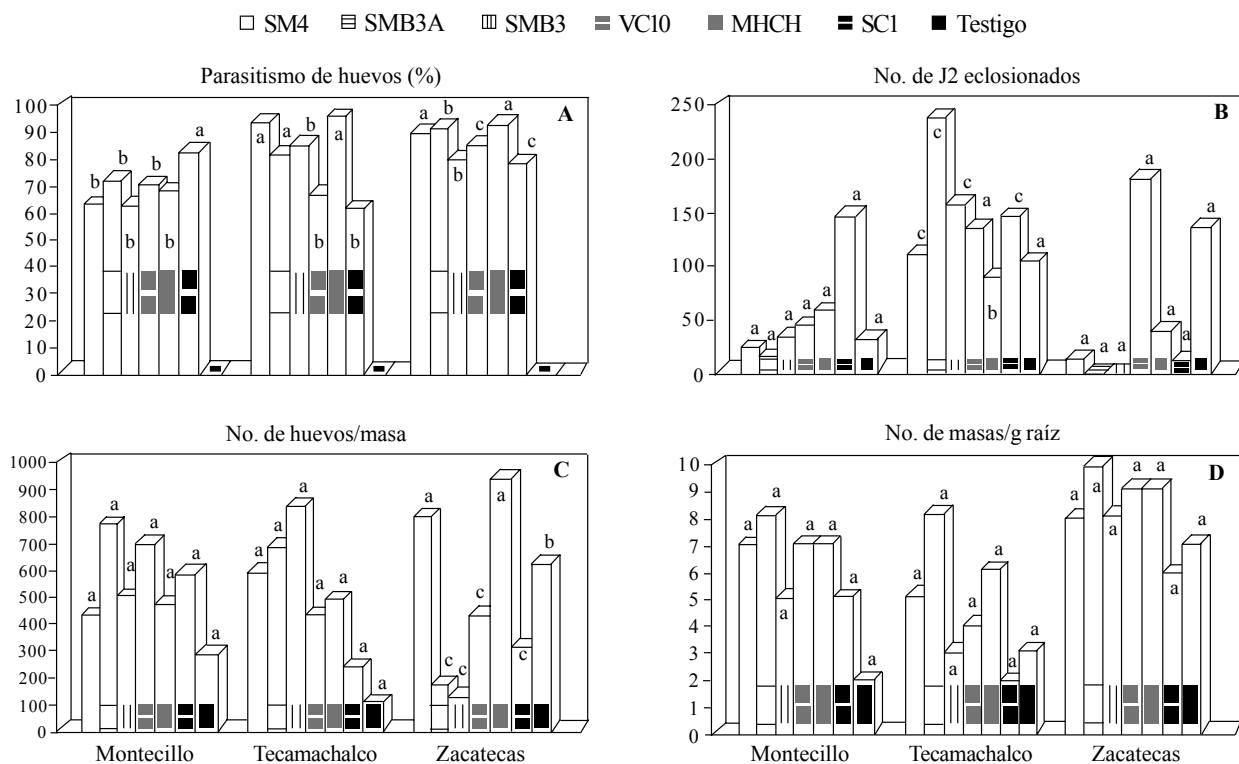 SM4 SMB3A SMB3 VC10 MHCH SC1 Testigo
Parasitismo de huevos (%)
A
100
90
80
70
60
50
40
30
20
10
0
b b b b b a
a a b b a b
a b b c a c
No. de J2 eclosionados
B
250
200
150
100
50
0
a a a a a a a
c c c a b c a
a a a a a a a
No. de huevos/masa
C
1000
900
800
700
600
500
400
300
200
100
0
a a a a a a a
a a a a a a a
a c c c a c b
Montecillo Tecamachalco Zacatecas
No. de masas/g raíz
D
10
9
8
7
6
5
4
3
2
1
0
a a a a a a a
a a a a a a a
a a a a a a a
Montecillo Tecamachalco Zacatecas